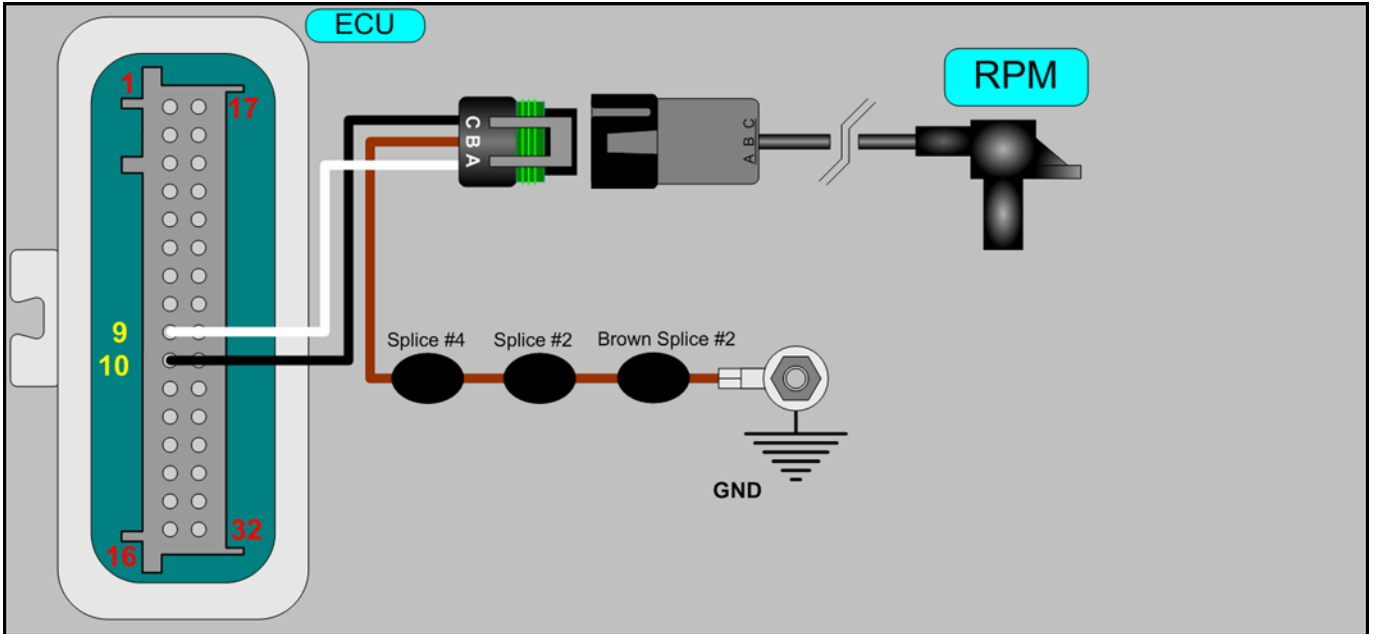 ECU
RPM
1
17
C
B
A
A B C
9
10
Splice #4
Splice #2
Brown Splice #2
GND
16
32